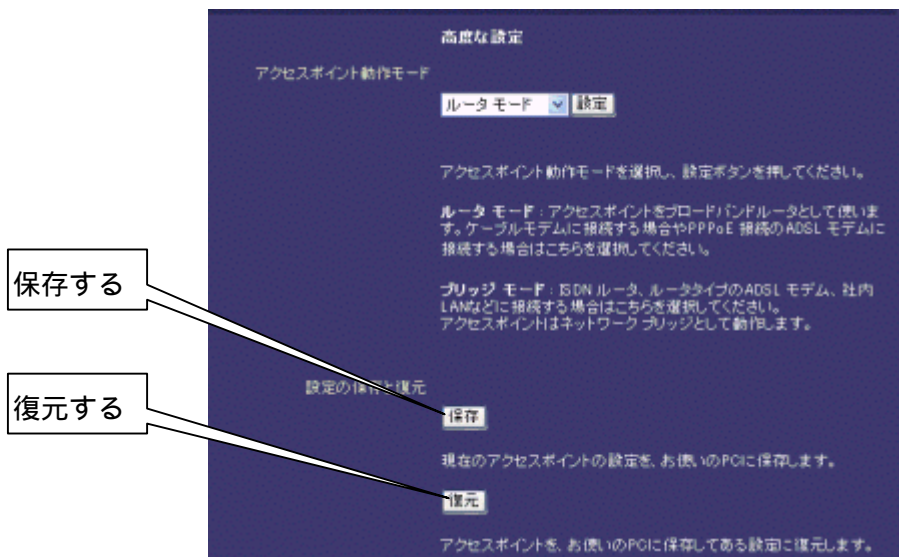 高度な設定
アクセスポイント動作モード
ルータ モード 設定
アクセスポイント動作モードを選択し、設定ボタンを押してください。
ルータ モード：アクセスポイントをブロードバンドルータとして使いま
す。ケーブルモデムに接続する場合やPPPoE 接続のADSL モデムに
接続する場合はこちらを選択してください。
保存する
ブリッジ モード：ISDN ルータ、ルータタイプのADSL モデム、社内
LANなどに接続する場合はこちらを選択してください。
アクセスポイントはネットワーク ブリッジとして動作します。
設定の保存と復元
復元する
保存
現在のアクセスポイントの設定を、お使いのPCに保存します。
復元
アクセスポイントを、お使いのPCに保存してある設定に復元します。